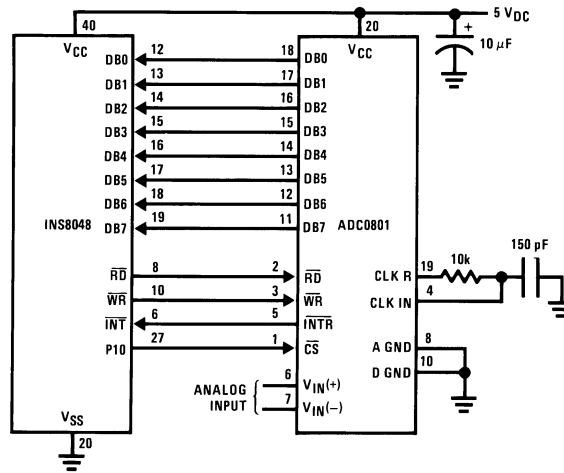 5 VDC
40
20
+
10 µF
VCC
VCC
DB0 12 18 DB0
DB1 13 17 DB1
DB2 14 16 DB2
DB3 15 15 DB3
DB4 16 14 DB4
DB5 17 13 DB5
DB6 18 12 DB6
DB7 19 11 DB7
INS8048
ADC0801
150 pF
10k
RD 8 2 RD
CLK R 19
WR 10 3 WR
CLK IN 4
INT 6 5 INTR
P10 27 1 CS
A GND 8
D GND 10
ANALOG INPUT
6 VIN(+)
7 VIN(−)
VSS
20